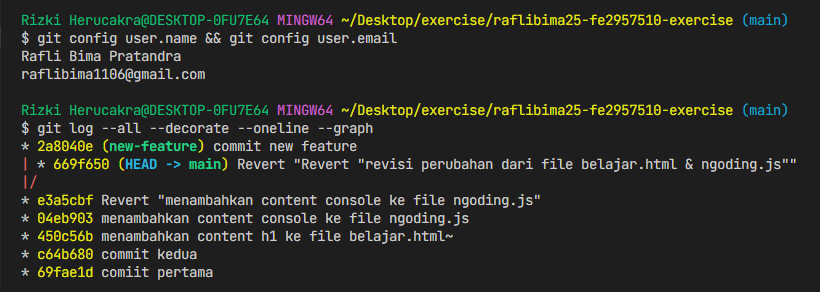 Rizki Herucakra@DESKTOP-0FU7E64 MINGW64 ~/Desktop/exercise/raflibima25-fe2957510-exercise (main)
$ git config user.name && git config user.email
Rafli Bima Pratandra
raflibima1106@gmail.com
Rizki Herucakra@DESKTOP-0FU7E64 MINGW64 ~/Desktop/exercise/raflibima25-fe2957510-exercise (main)
$ git log --all --decorate --oneline --graph
* 2a8040e (new-feature) commit new feature
| * 669f650 (HEAD -> main) Revert "Revert "revisi perubahan dari file belajar.html & ngoding.js""
|/
* e3a5cbf Revert "menambahkan content console ke file ngoding.js"
* 04eb903 menambahkan content console ke file ngoding.js
* 450c56b menambahkan content h1 ke file belajar.html~
* c64b680 commit kedua
* 69fae1d comiit pertama